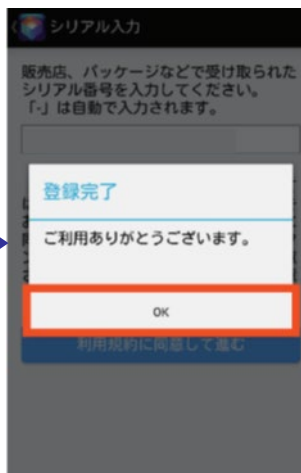 シリアル入力
販売店、パッケージなどで受け取られた
シリアル番号を入力してください。
「-」は自動で入力されます。
登録完了
ご利用ありがとうございます。
OK
利用規約に同意して進む